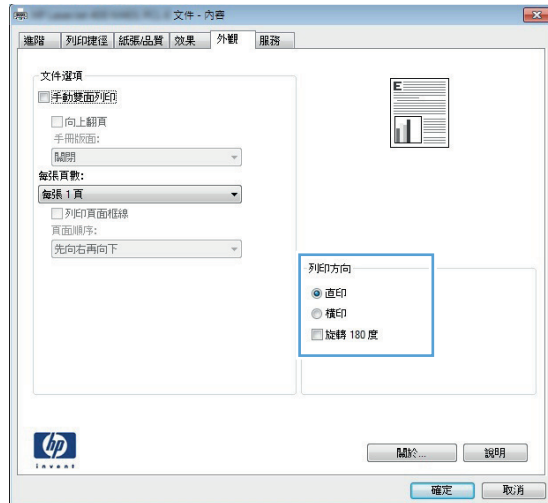 文件 - 內容
進階 列印捷徑 紙張/品質 效果 外觀 服務
文件選項
手動雙面列印
向上翻頁
手冊版面:
關閉
每張頁數:
每張 1 頁
列印頁面框線
頁面順序:
先向右再向下
E
列印方向
直印
橫印
旋轉 180 度
hp
invent
關於...
說明
確定
取消